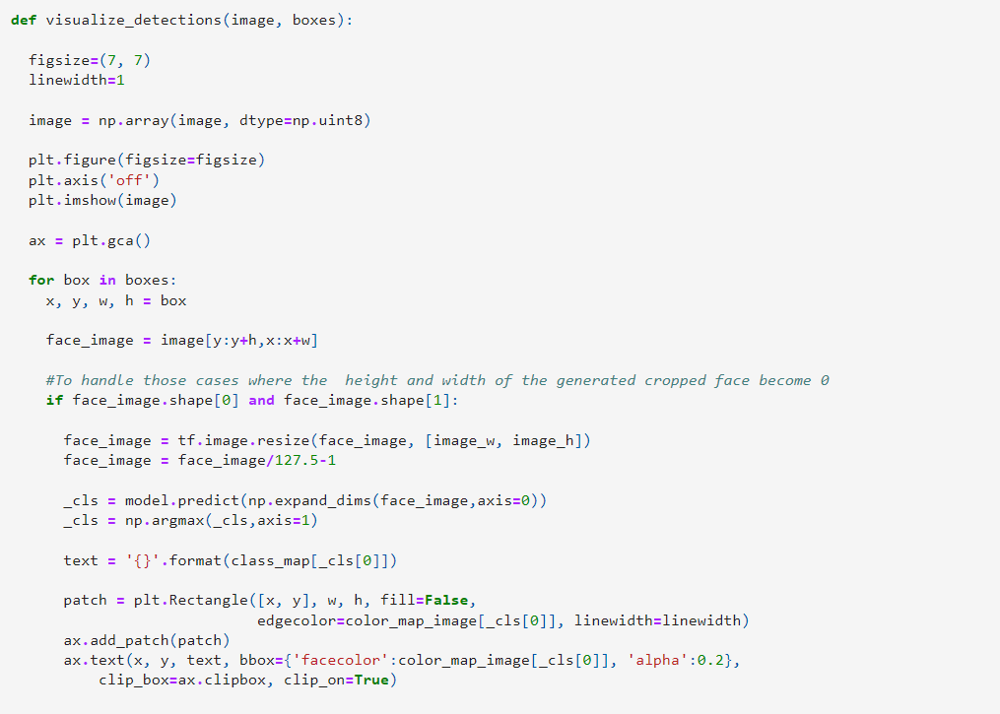 def visualize_detections(image, boxes):
figsize=(7, 7)
linewidth=1
image = np.array(image, dtype=np.uint8)
plt.figure(figsize=figsize)
plt.axis('off')
plt.imshow(image)
ax = plt.gca()
for box in boxes:
x, y, w, h = box
face_image = image[y:y+h,x:x+w]
#To handle those cases where the  height and width of the generated cropped face become 0
if face_image.shape[0] and face_image.shape[1]:
face_image = tf.image.resize(face_image, [image_w, image_h])
face_image = face_image/127.5-1
_cls = model.predict(np.expand_dims(face_image,axis=0))
_cls = np.argmax(_cls,axis=1)
text = '{}'.format(class_map[_cls[0]])
patch = plt.Rectangle([x, y], w, h, fill=False,
edgecolor=color_map_image[_cls[0]], linewidth=linewidth)
ax.add_patch(patch)
ax.text(x, y, text, bbox={'facecolor':color_map_image[_cls[0]], 'alpha':0.2},
clip_box=ax.clipbox, clip_on=True)